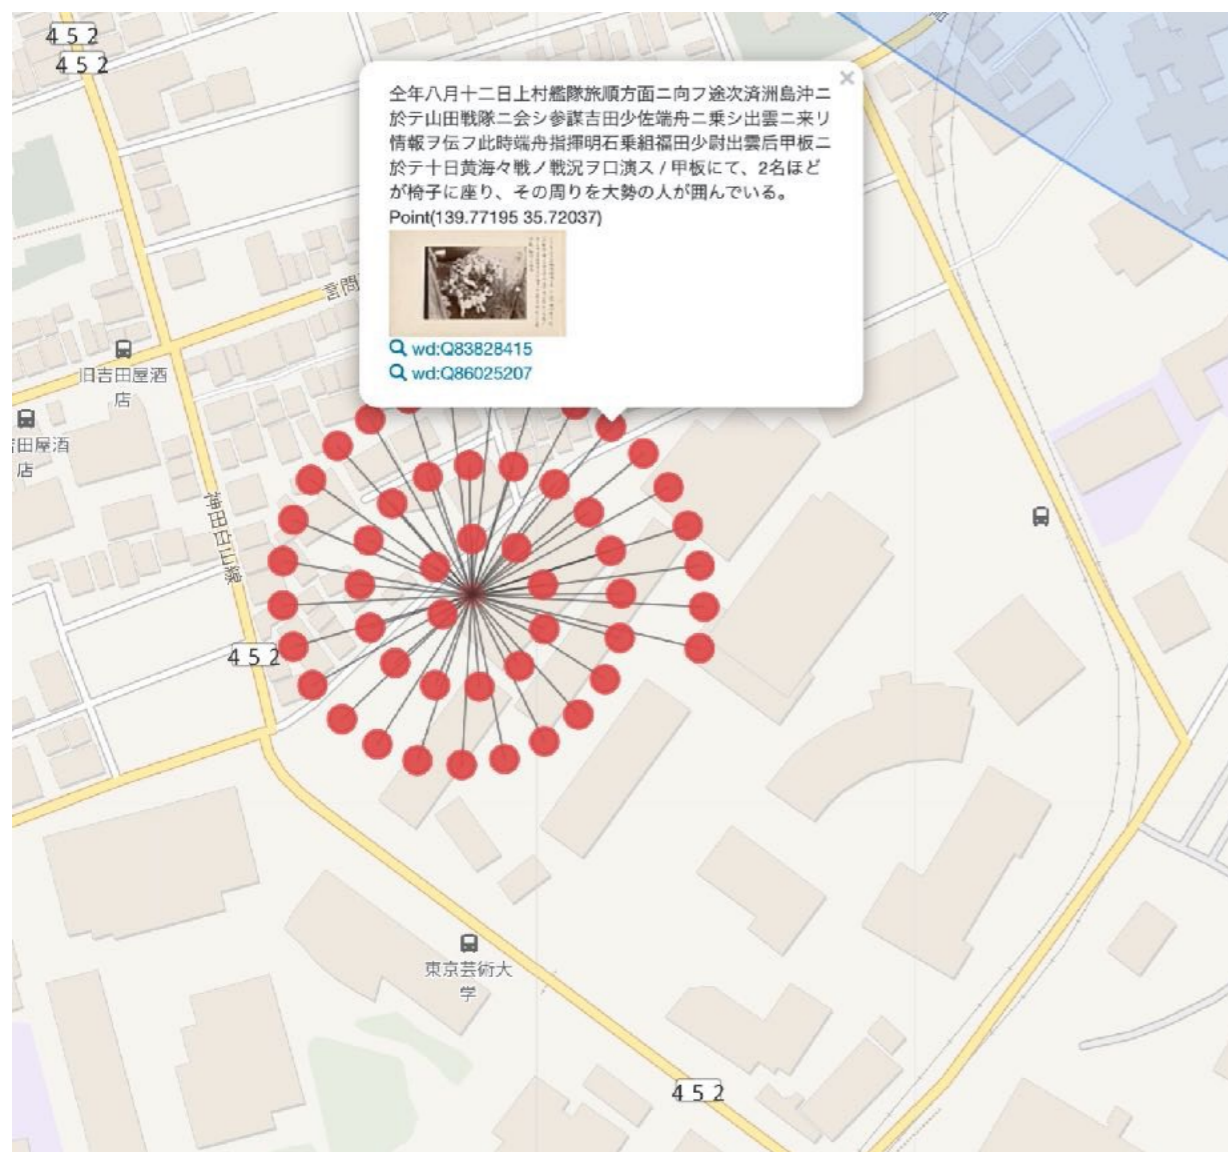 452
452
全年八月十二日上村艦隊旅順方面ニ向フ途次済洲島沖ニ
於テ山田戦隊ニ会シ参謀吉田少佐端舟ニ乗シ出雲ニ来リ
情報ヲ伝フ此時端舟指揮明石乗組福田少尉出雲后甲板ニ
於テ十日黄海々戦ノ戦況ヲ口演ス / 甲板にて、2名ほど
が椅子に座り、その周りを大勢の人が囲んでいる。
Point(139.77195 35.72037)
wd:Q83828415
wd:Q86025207
×
言問
旧吉田屋酒
店
田屋酒
店
神田白山線
452
東京芸術大
学
452